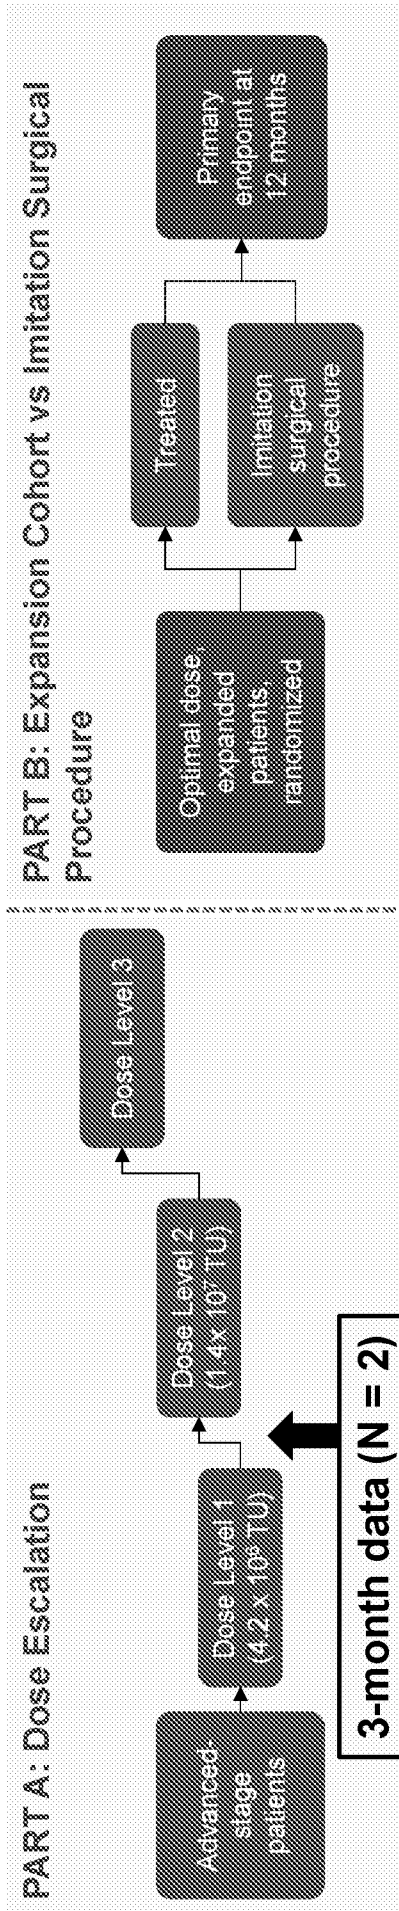 PART A: Dose Escalation
Advanced-
stage
patients
Dose Level 1
(4.2 x 10⁶ TU)
Dose Level 2
(1.4 x 10⁷ TU)
Dose Level 3
3-month data (N = 2)
PART B: Expansion Cohort vs Imitation Surgical
Procedure
Optimal dose,
expanded
patients,
randomized
Treated
Imitation
surgical
procedure
Primary
endpoint at
12 months